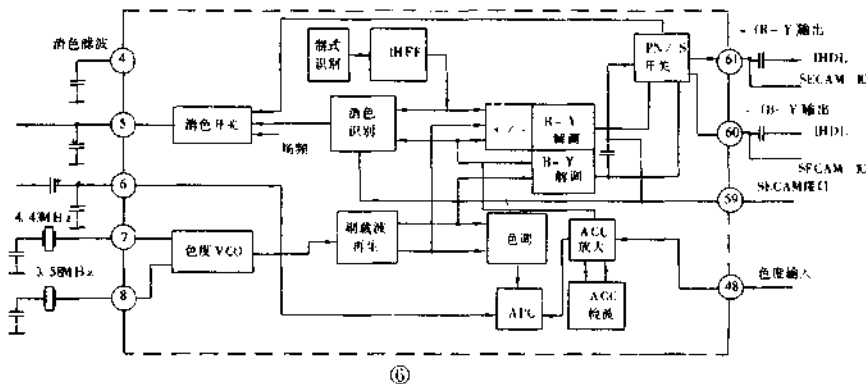 消色滤波
4
5
6
4.43MHz
7
3.58MHz
8
制式
识别
消色开关
消色
识别
场频
R-Y
解调
B-Y
解调
PN/S
开关
色度VCO
副载波
再生
色调
ACC
放大
APC
ACC
检波
-(R-Y)输出
61
1HDL
SECAM
-(B-Y)输出
60
1HDL
SECAM
59
SECAM接口
色度输入
48
⑥